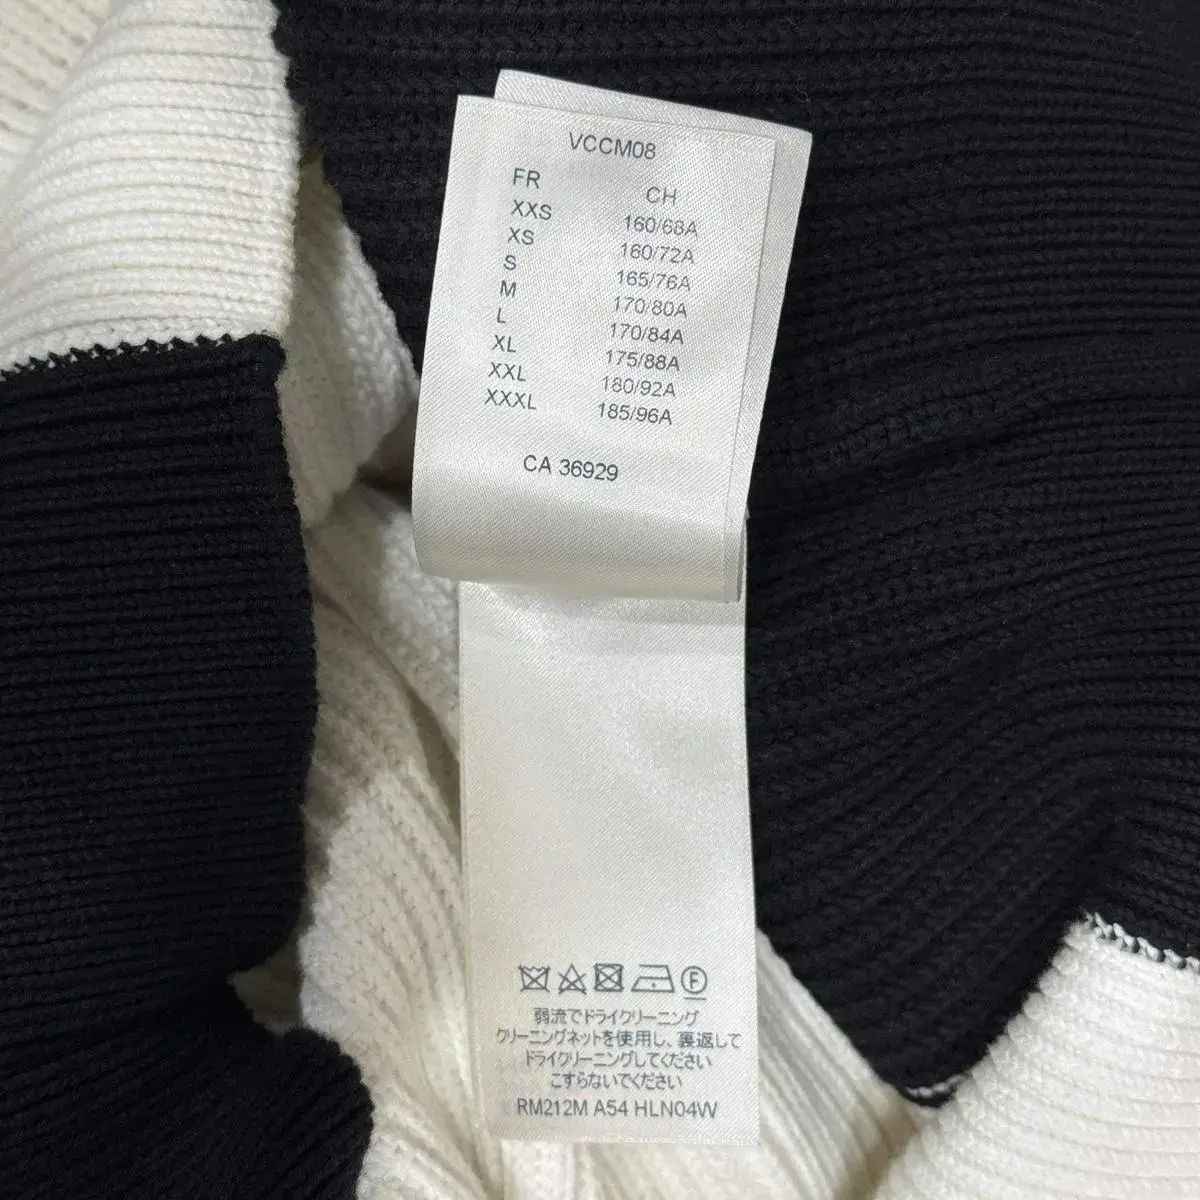 VCCM08
FR CH
XXS 160/68A
XS 160/72A
S 165/76A
M 170/80A
L 170/84A
XL 175/88A
XXL 180/92A
XXXL 185/96A
CA 36929
F
弱流でドライクリーニング
クリーニングネットを使用し、裏返して
ドライクリーニングしてください
こすらないでください
RM212M A54 HLN04W